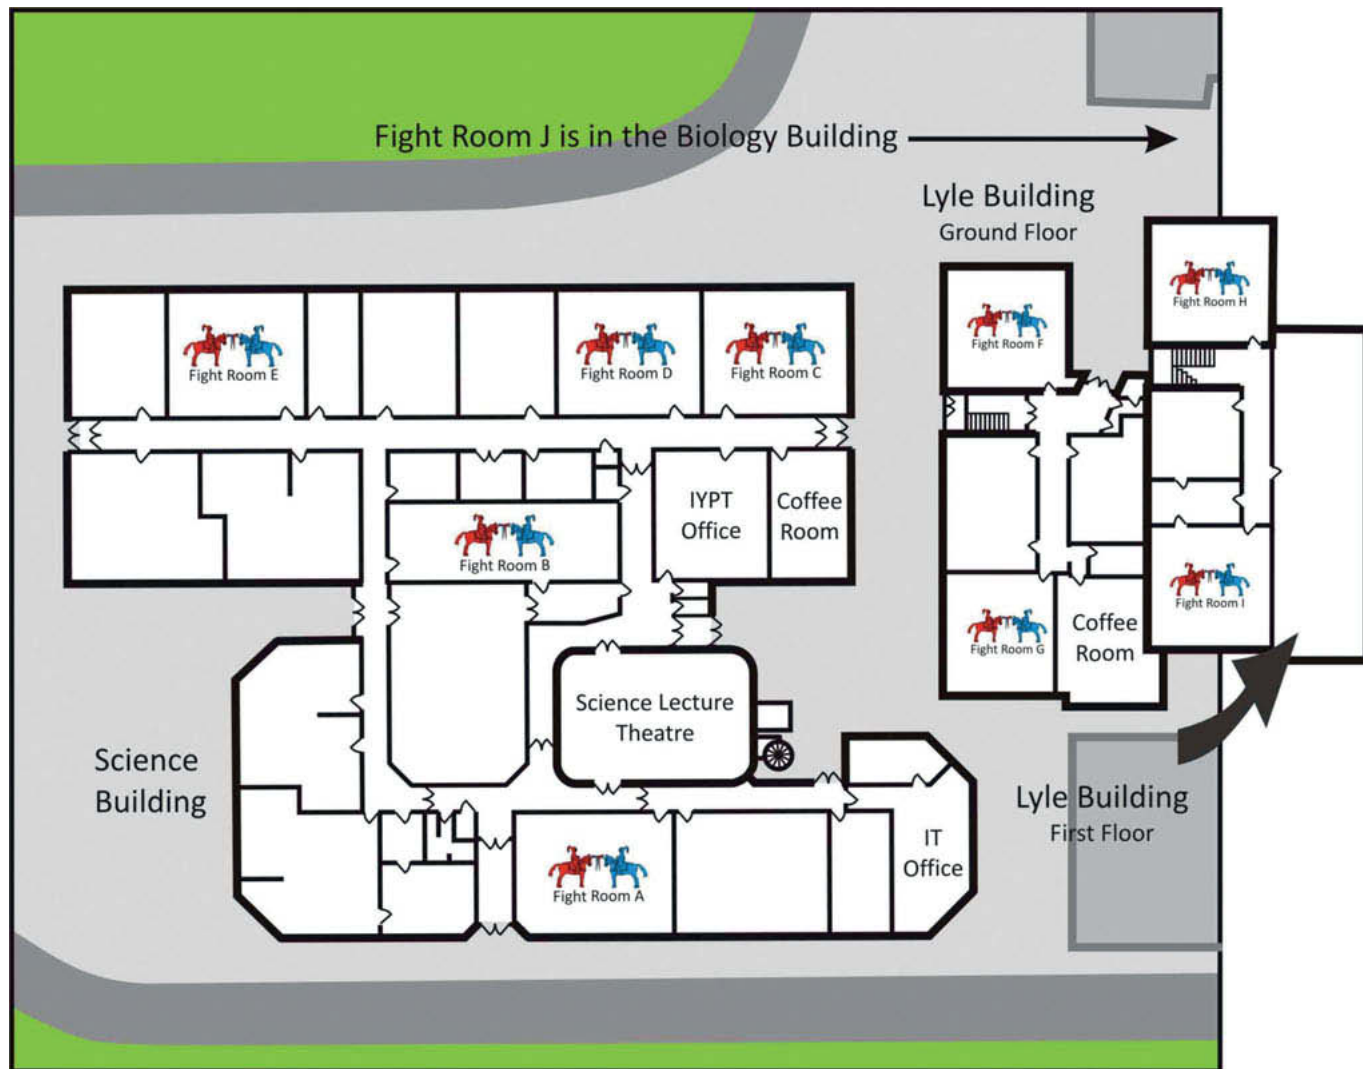 Fight Room J is in the Biology Building
Lyle Building
Ground Floor
Fight Room H
Fight Room F
Fight Room E
Fight Room D
Fight Room C
IYPT
Office
Coffee
Room
Fight Room B
Fight Room I
Fight Room G
Coffee
Room
Science Lecture
Theatre
Science
Building
Lyle Building
First Floor
IT
Office
Fight Room A